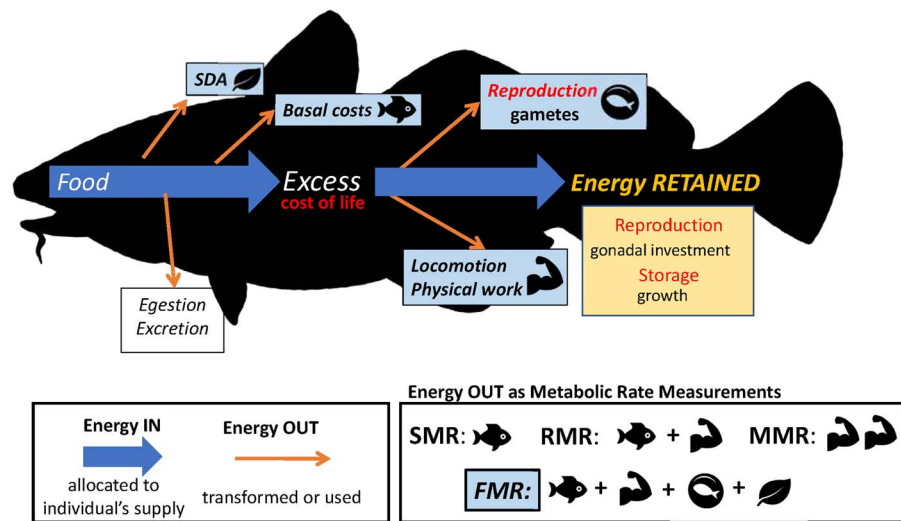 SDA
Basal costs
Reproduction
gametes
Food
Excess
cost of life
Energy RETAINED
Reproduction
gonadal investment
Storage
growth
Locomotion
Physical work
Egestion
Excretion
Energy IN
allocated to
individual's supply
Energy OUT
transformed or used
Energy OUT as Metabolic Rate Measurements
SMR:
RMR: +
MMR:
FMR: + + +